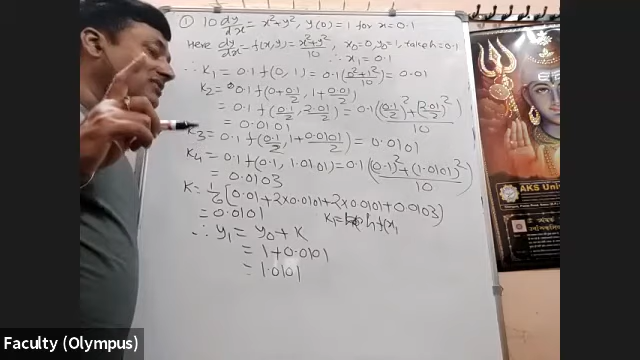 ① 10 dy/dx = x²+y², y(0)=1 for x=0.1
Here dy/dx = f(x,y) = (x²+y²)/10, x₀=0, y₀=1, take h=0.1
∴ x₁ = 0.1
∴ K₁ = 0.1 f(0,1) = 0.1 (0²+1²/10) = 0.01
K₂ = 0.1 f(0+0.1/2, 1+0.01/2)
= 0.1 f(0.1/2, 2.01/2) = 0.1 ((0.1/2)²+(2.01/2)²)/10
= 0.0101
K₃ = 0.1 f(0.1/2, 1+0.0101/2) = 0.0101
K₄ = 0.1 f(0.1, 1.0101) = 0.1 ((0.1)²+(1.0101)²)/10
= 0.0103
K = 1/6 [0.01+2×0.0101+2×0.0101+0.0103)
= 0.0101
K₁= h f(x₁
∴ y₁ = y₀+K
= 1+0.0101
= 1.0101
AKS Uni
Faculty (Olympus)